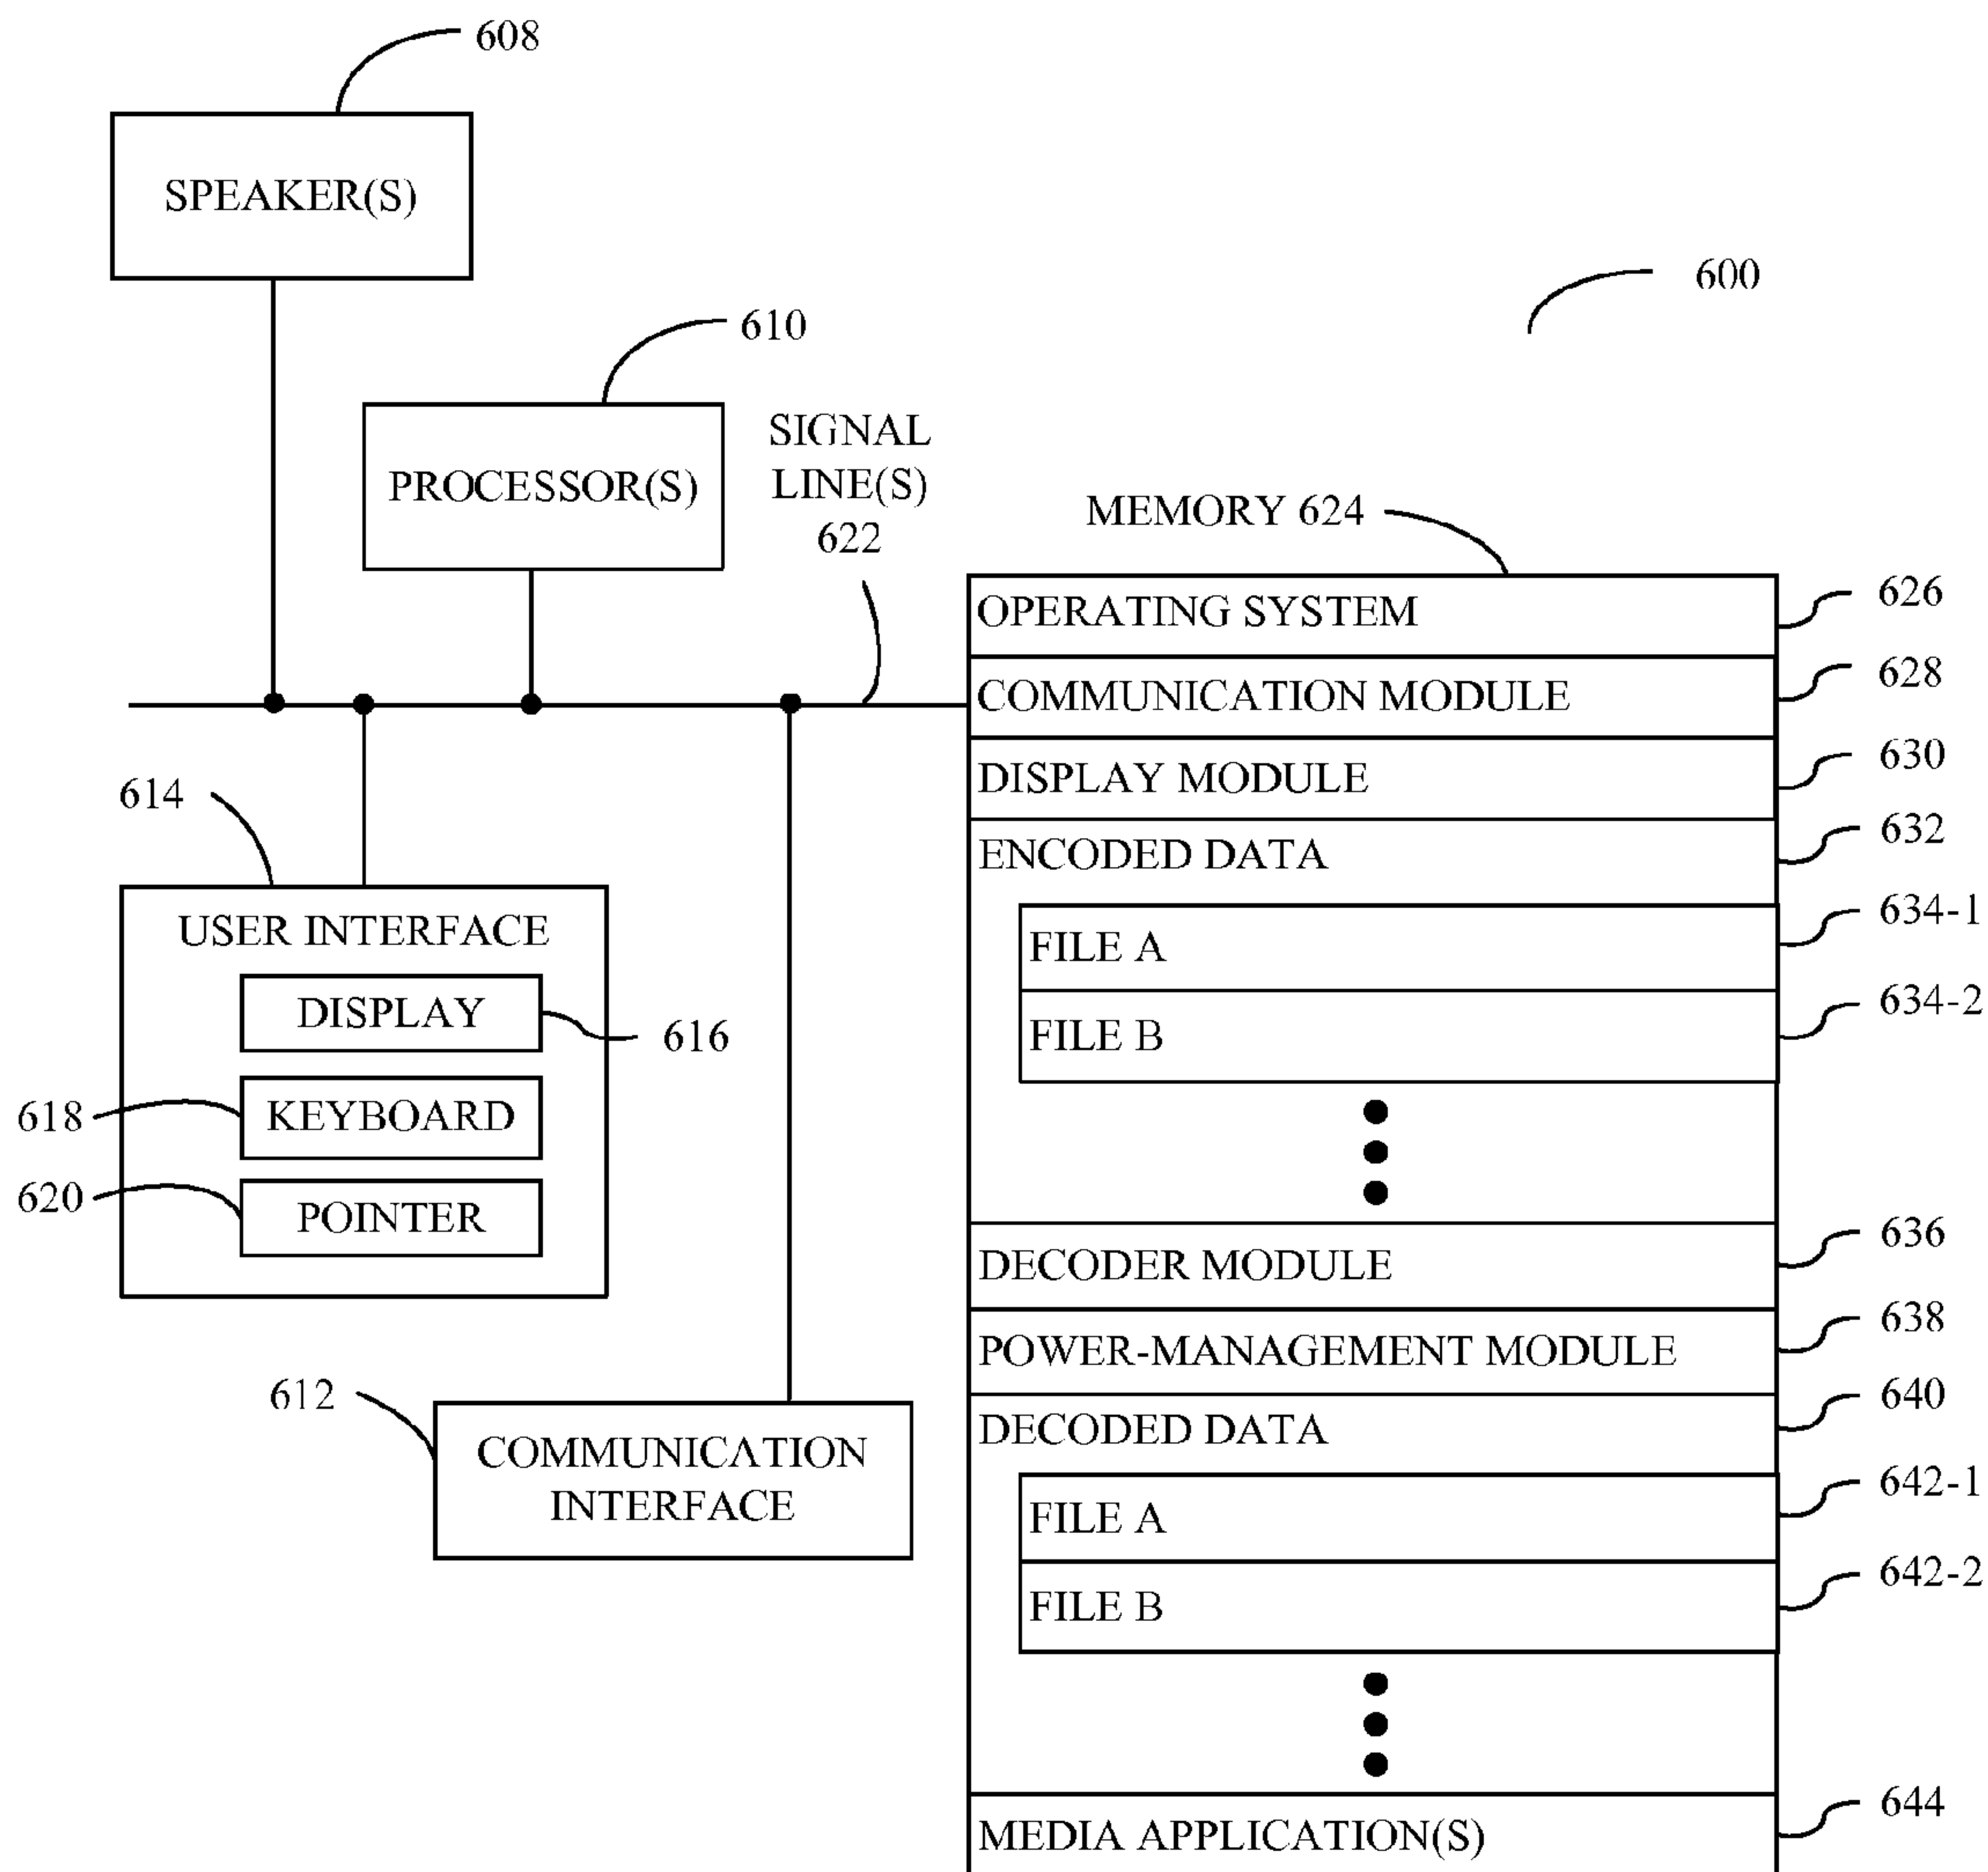 608
SPEAKER(S)
600
610
PROCESSOR(S)
SIGNAL
LINE(S)
622
MEMORY 624
OPERATING SYSTEM
626
COMMUNICATION MODULE
628
DISPLAY MODULE
630
ENCODED DATA
632
FILE A
634-1
FILE B
634-2
DECODER MODULE
636
POWER-MANAGEMENT MODULE
638
DECODED DATA
640
FILE A
642-1
FILE B
642-2
MEDIA APPLICATION(S)
644
614
USER INTERFACE
DISPLAY
616
618
KEYBOARD
620
POINTER
612
COMMUNICATION
INTERFACE